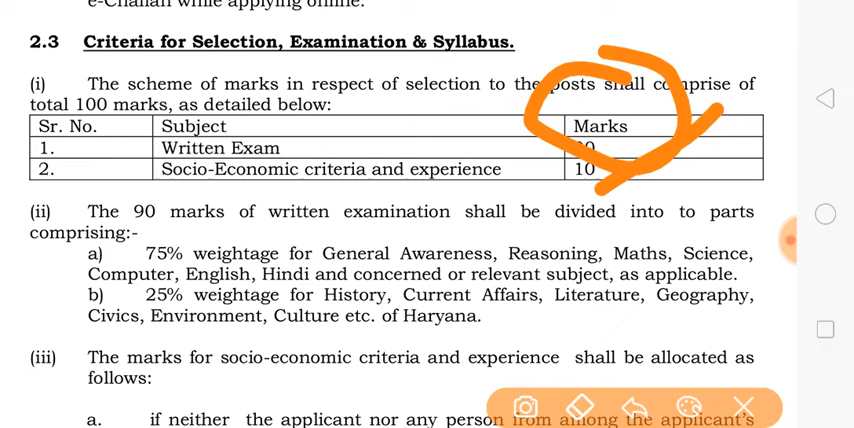 e-Challan while applying online.
2.3 Criteria for Selection, Examination & Syllabus.
(i) The scheme of marks in respect of selection to the posts shall comprise of
total 100 marks, as detailed below:
Sr. No. Subject Marks
1. Written Exam
2. Socio-Economic criteria and experience 10
(ii) The 90 marks of written examination shall be divided into to parts
comprising:-
a) 75% weightage for General Awareness, Reasoning, Maths, Science,
Computer, English, Hindi and concerned or relevant subject, as applicable.
b) 25% weightage for History, Current Affairs, Literature, Geography,
Civics, Environment, Culture etc. of Haryana.
(iii) The marks for socio-economic criteria and experience shall be allocated as
follows:
a. if neither the applicant nor any person from among the applicant's